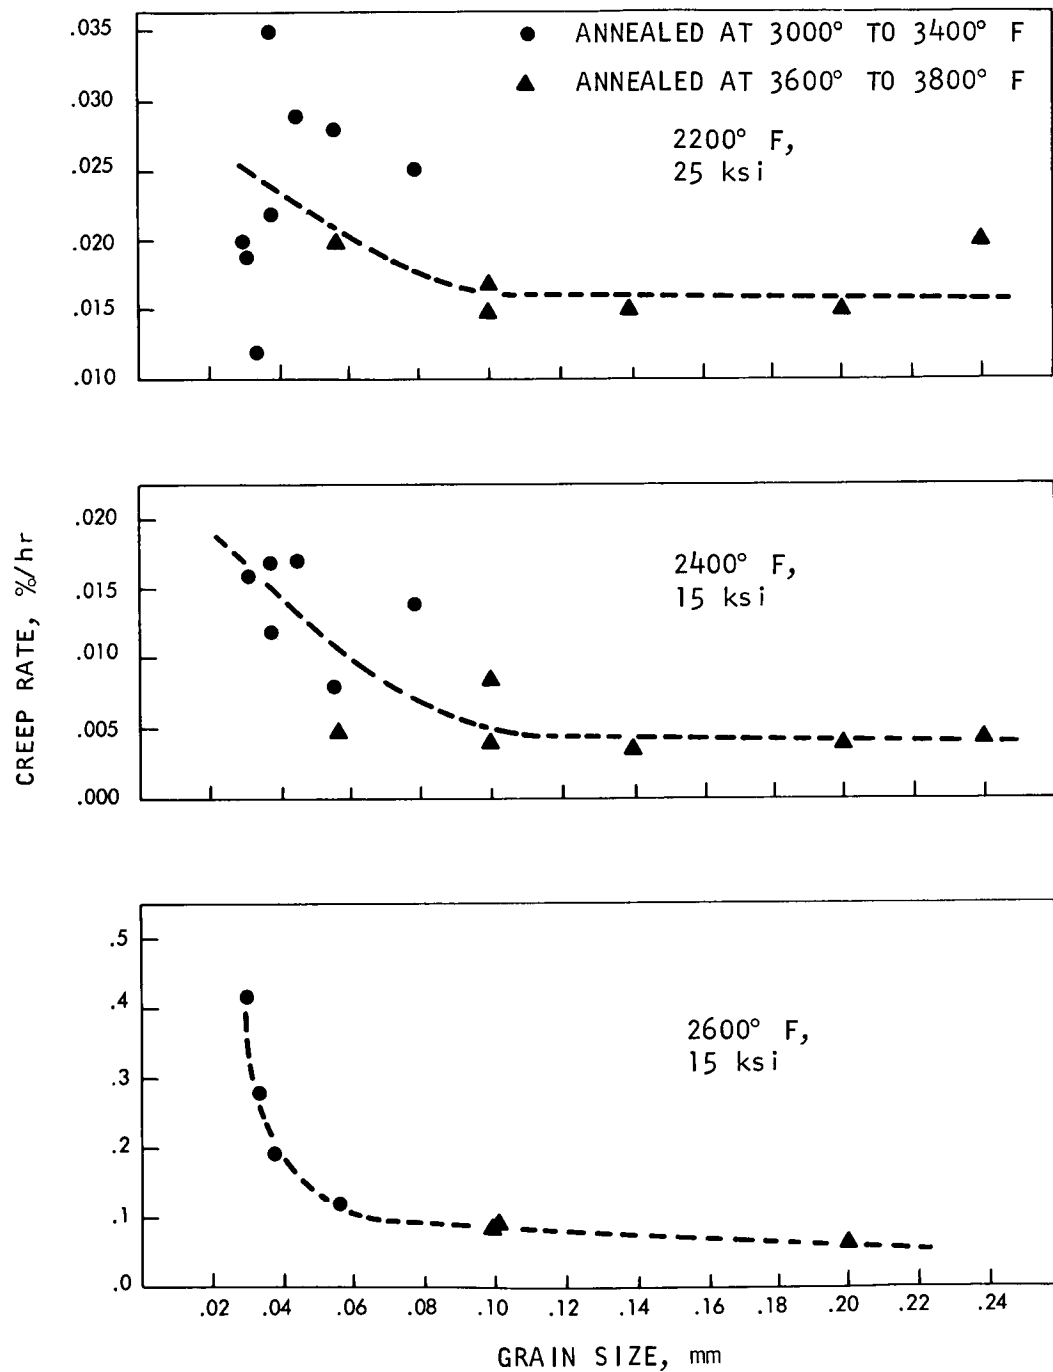 ● ANNEALED AT 3000° TO 3400° F
▲ ANNEALED AT 3600° TO 3800° F
2200° F,
25 ksi
.035
.030
.025
.020
.015
.010
2400° F,
15 ksi
.020
.015
.010
.005
.000
CREEP RATE, %/hr
2600° F,
15 ksi
.5
.4
.3
.2
.1
.0
.02 .04 .06 .08 .10 .12 .14 .16 .18 .20 .22 .24
GRAIN SIZE, mm